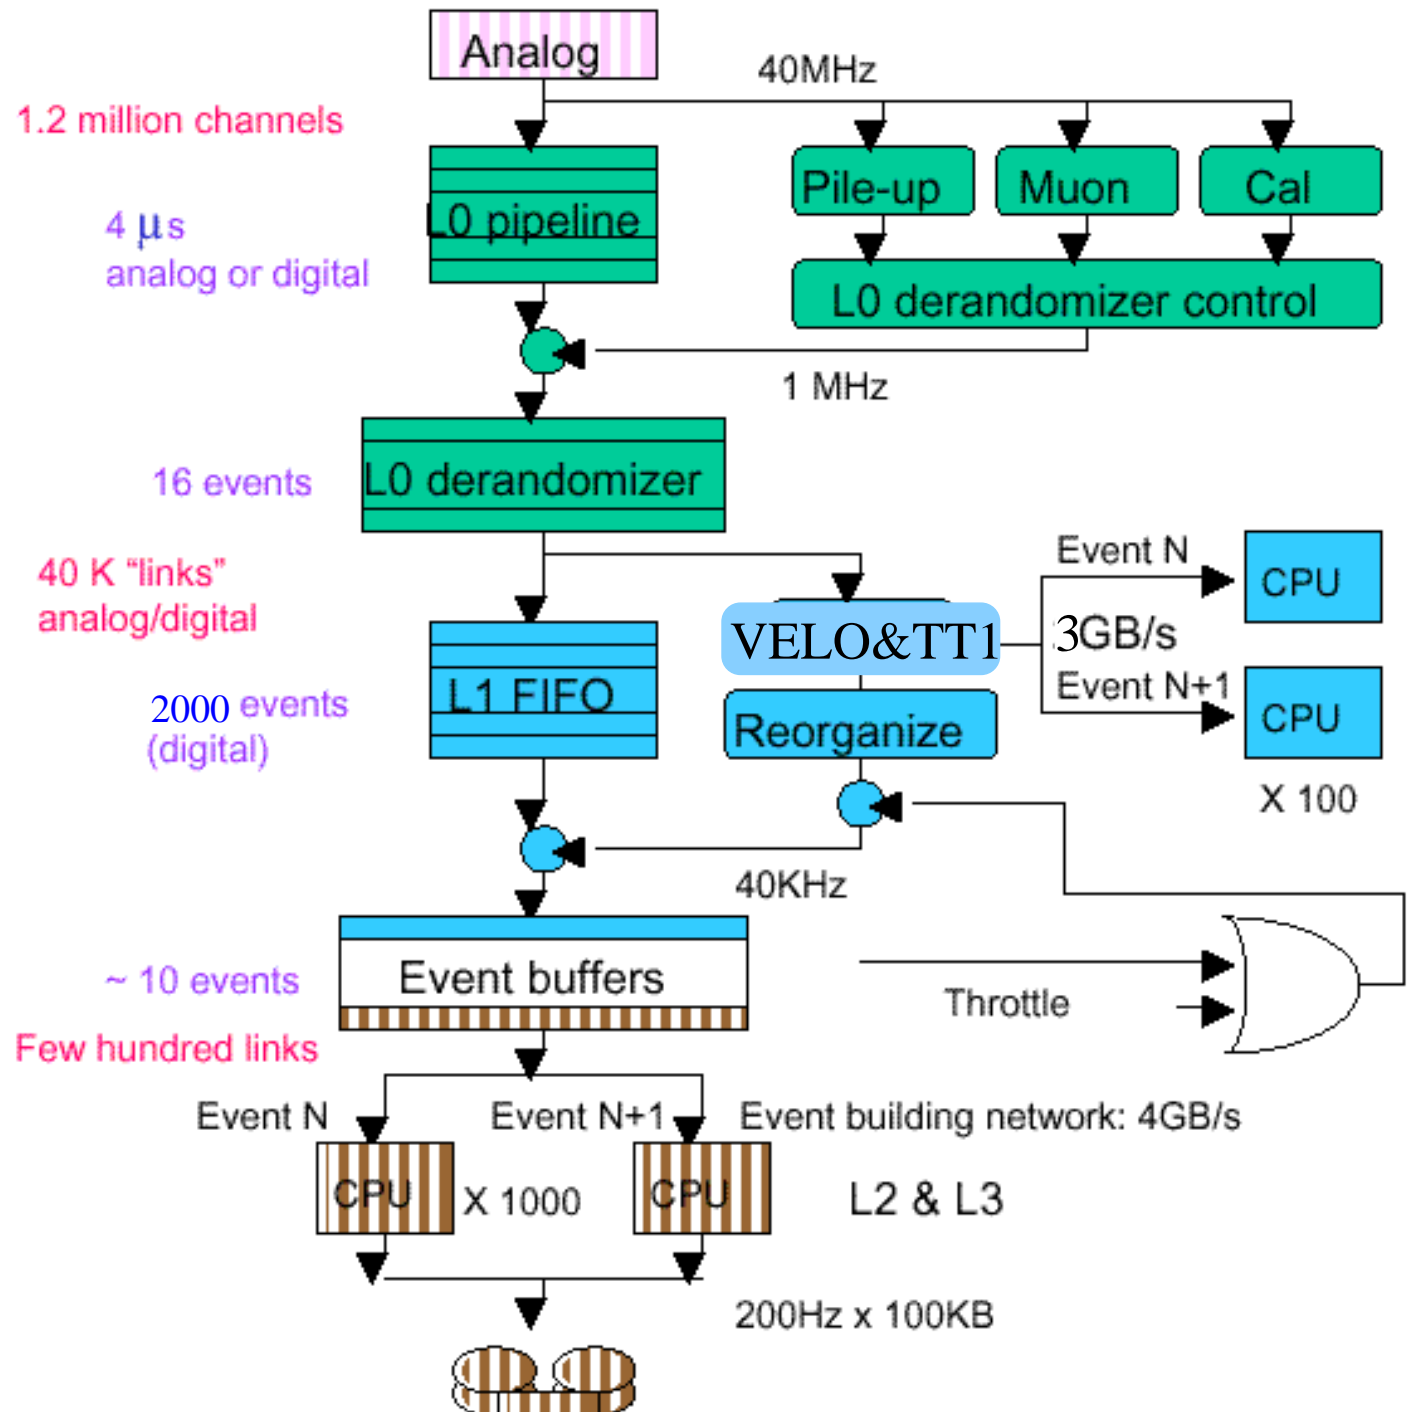 Analog
40MHz
1.2 million channels
Pile-up
Muon
Cal
L0 pipeline
4 µs
analog or digital
L0 derandomizer control
1 MHz
16 events
L0 derandomizer
40 K “links”
analog/digital
Event N
CPU
VELO&TT1
3GB/s
Event N+1
CPU
L1 FIFO
2000 events
(digital)
Reorganize
X 100
40KHz
~ 10 events
Event buffers
Throttle
Few hundred links
Event N
Event N+1
Event building network: 4GB/s
CPU
X 1000
CPU
L2 & L3
200Hz x 100KB